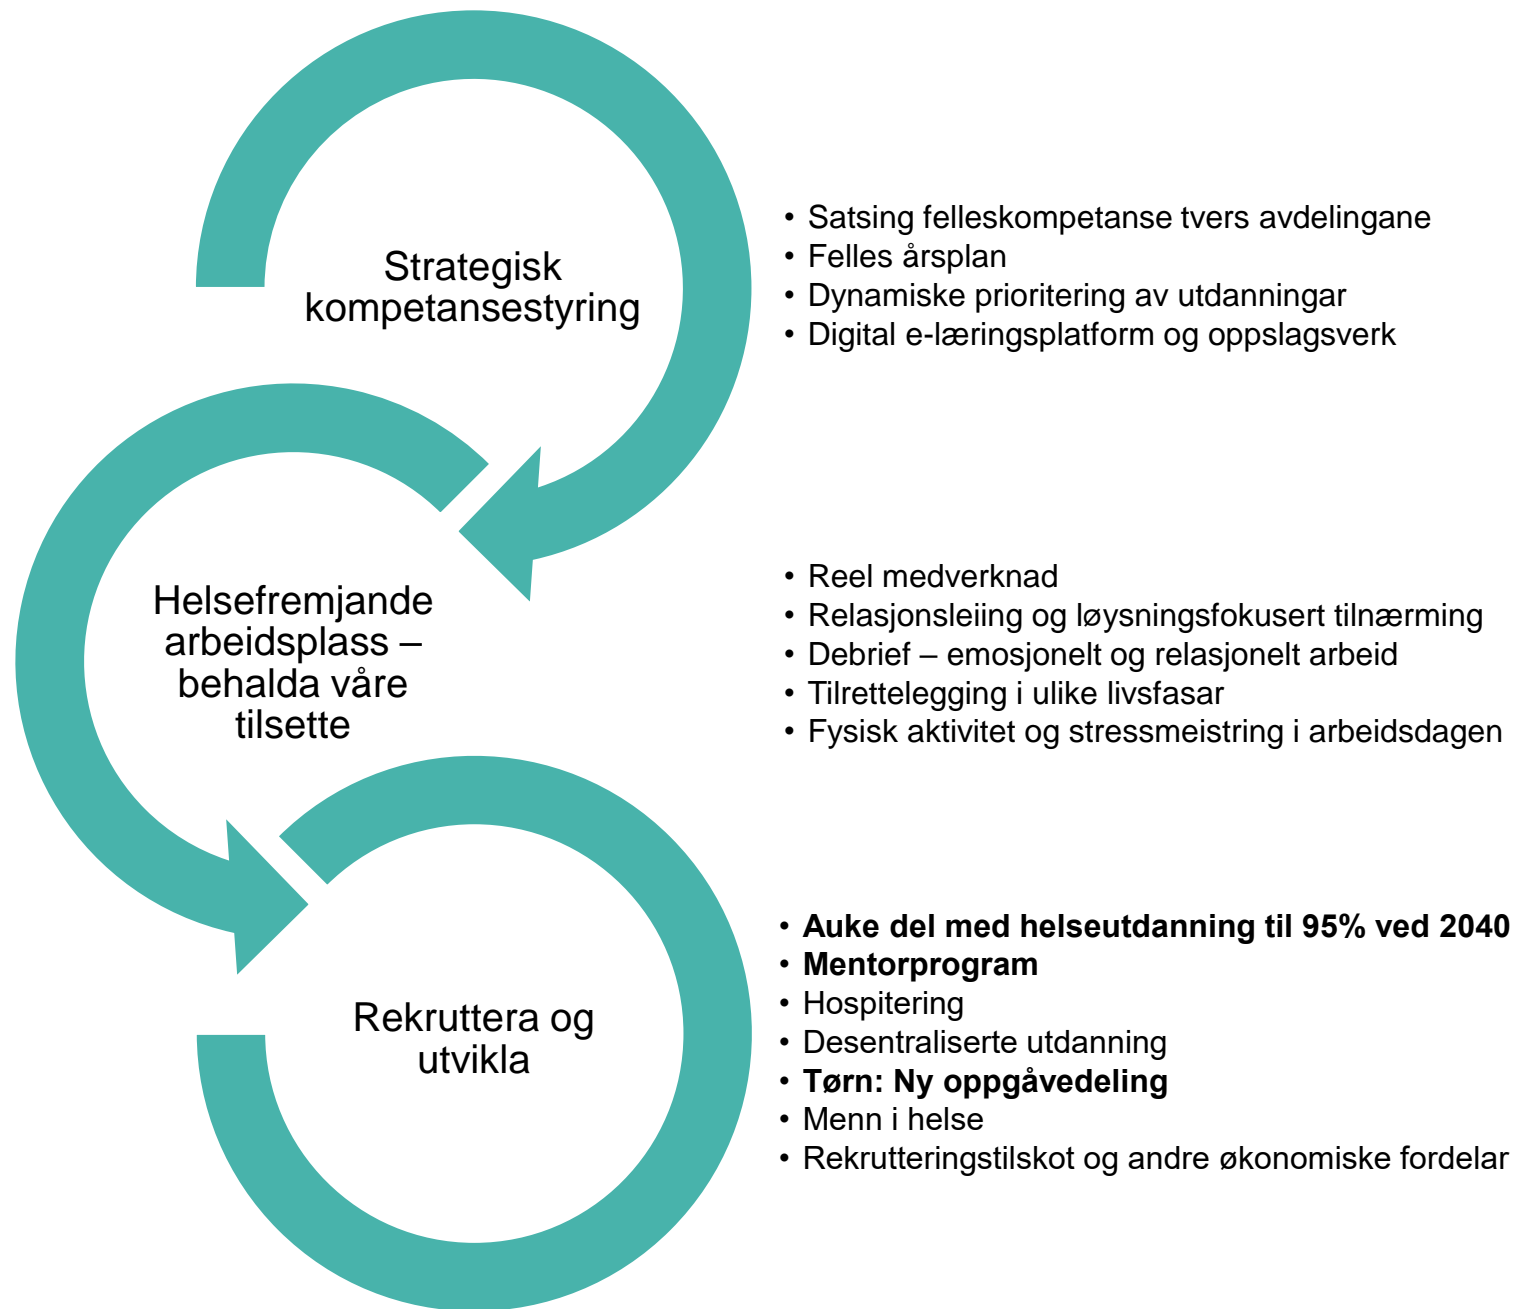 Strategisk
kompetansestyring
• Satsing felleskompetanse tvers avdelingane
• Felles årsplan
• Dynamiske prioritering av utdanningar
• Digital e-læringsplatform og oppslagsverk
Helsefremjande
arbeidsplass –
behalda våre
tilsette
• Reel medverknad
• Relasjonsleiing og løysningsfokusert tilnærming
• Debrief – emosjonelt og relasjonelt arbeid
• Tilrettelegging i ulike livsfasar
• Fysisk aktivitet og stressmeistring i arbeidsdagen
Rekruttera og
utvikla
• Auke del med helseutdanning til 95% ved 2040
• Mentorprogram
• Hospitering
• Desentraliserte utdanning
• Tørn: Ny oppgåvedeling
• Menn i helse
• Rekrutteringstilskot og andre økonomiske fordelar